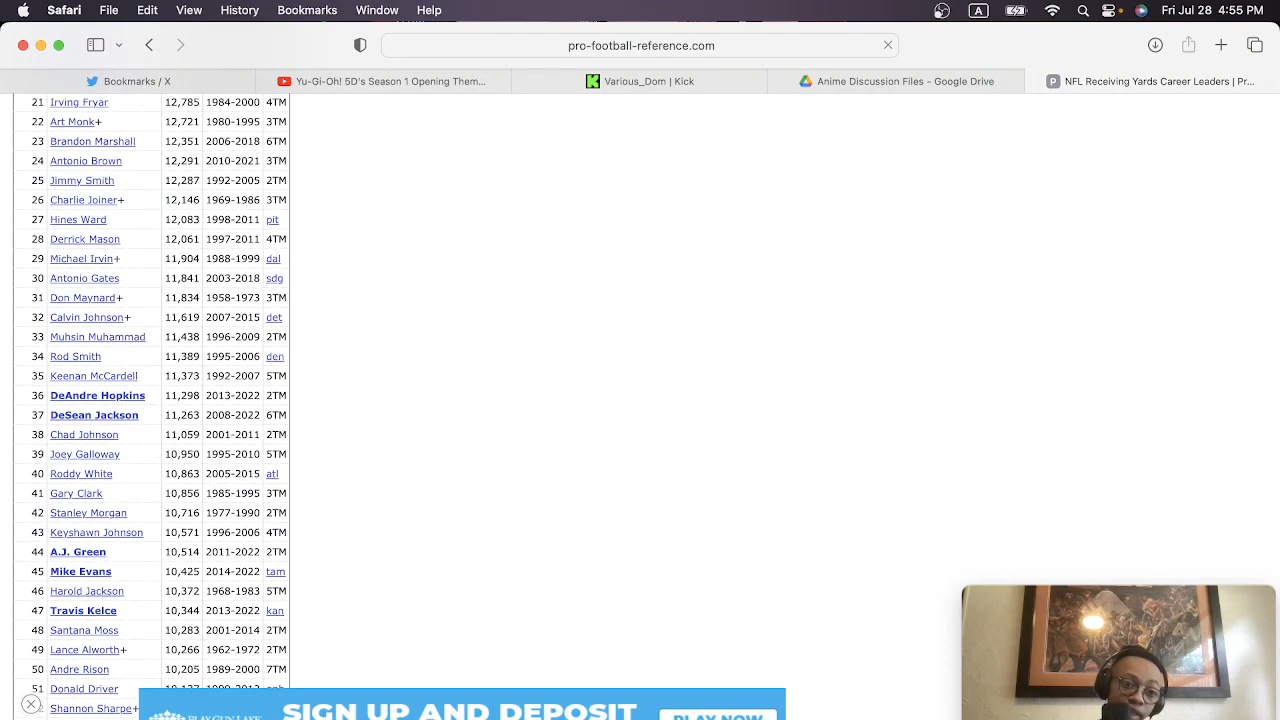 Safari File Edit View History Bookmarks Window Help A Fri Jul 28 4:55 PM
pro-football-reference.com
Bookmarks / X Yu-Gi-Oh! 5D's Season 1 Opening Them... Various_Dom | Kick Anime Discussion Files - Google Drive P NFL Receiving Yards Career Leaders | Pr...
21 Irving Fryar 12,785 1984-2000 4TM
22 Art Monk+ 12,721 1980-1995 3TM
23 Brandon Marshall 12,351 2006-2018 6TM
24 Antonio Brown 12,291 2010-2021 3TM
25 Jimmy Smith 12,287 1992-2005 2TM
26 Charlie Joiner+ 12,146 1969-1986 3TM
27 Hines Ward 12,083 1998-2011 pit
28 Derrick Mason 12,061 1997-2011 4TM
29 Michael Irvin+ 11,904 1988-1999 dal
30 Antonio Gates 11,841 2003-2018 sdg
31 Don Maynard+ 11,834 1958-1973 3TM
32 Calvin Johnson+ 11,619 2007-2015 det
33 Muhsin Muhammad 11,438 1996-2009 2TM
34 Rod Smith 11,389 1995-2006 den
35 Keenan McCardell 11,373 1992-2007 5TM
36 DeAndre Hopkins 11,298 2013-2022 2TM
37 DeSean Jackson 11,263 2008-2022 6TM
38 Chad Johnson 11,059 2001-2011 2TM
39 Joey Galloway 10,950 1995-2010 5TM
40 Roddy White 10,863 2005-2015 atl
41 Gary Clark 10,856 1985-1995 3TM
42 Stanley Morgan 10,716 1977-1990 2TM
43 Keyshawn Johnson 10,571 1996-2006 4TM
44 A.J. Green 10,514 2011-2022 2TM
45 Mike Evans 10,425 2014-2022 tam
46 Harold Jackson 10,372 1968-1983 5TM
47 Travis Kelce 10,344 2013-2022 kan
48 Santana Moss 10,283 2001-2014 2TM
49 Lance Alworth+ 10,266 1962-1972 2TM
50 Andre Rison 10,205 1989-2000 7TM
51 Donald Driver
Shannon Sharpe+
SIGN UP AND DEPOSIT
PLAY GUN LAKE PLAY NOW